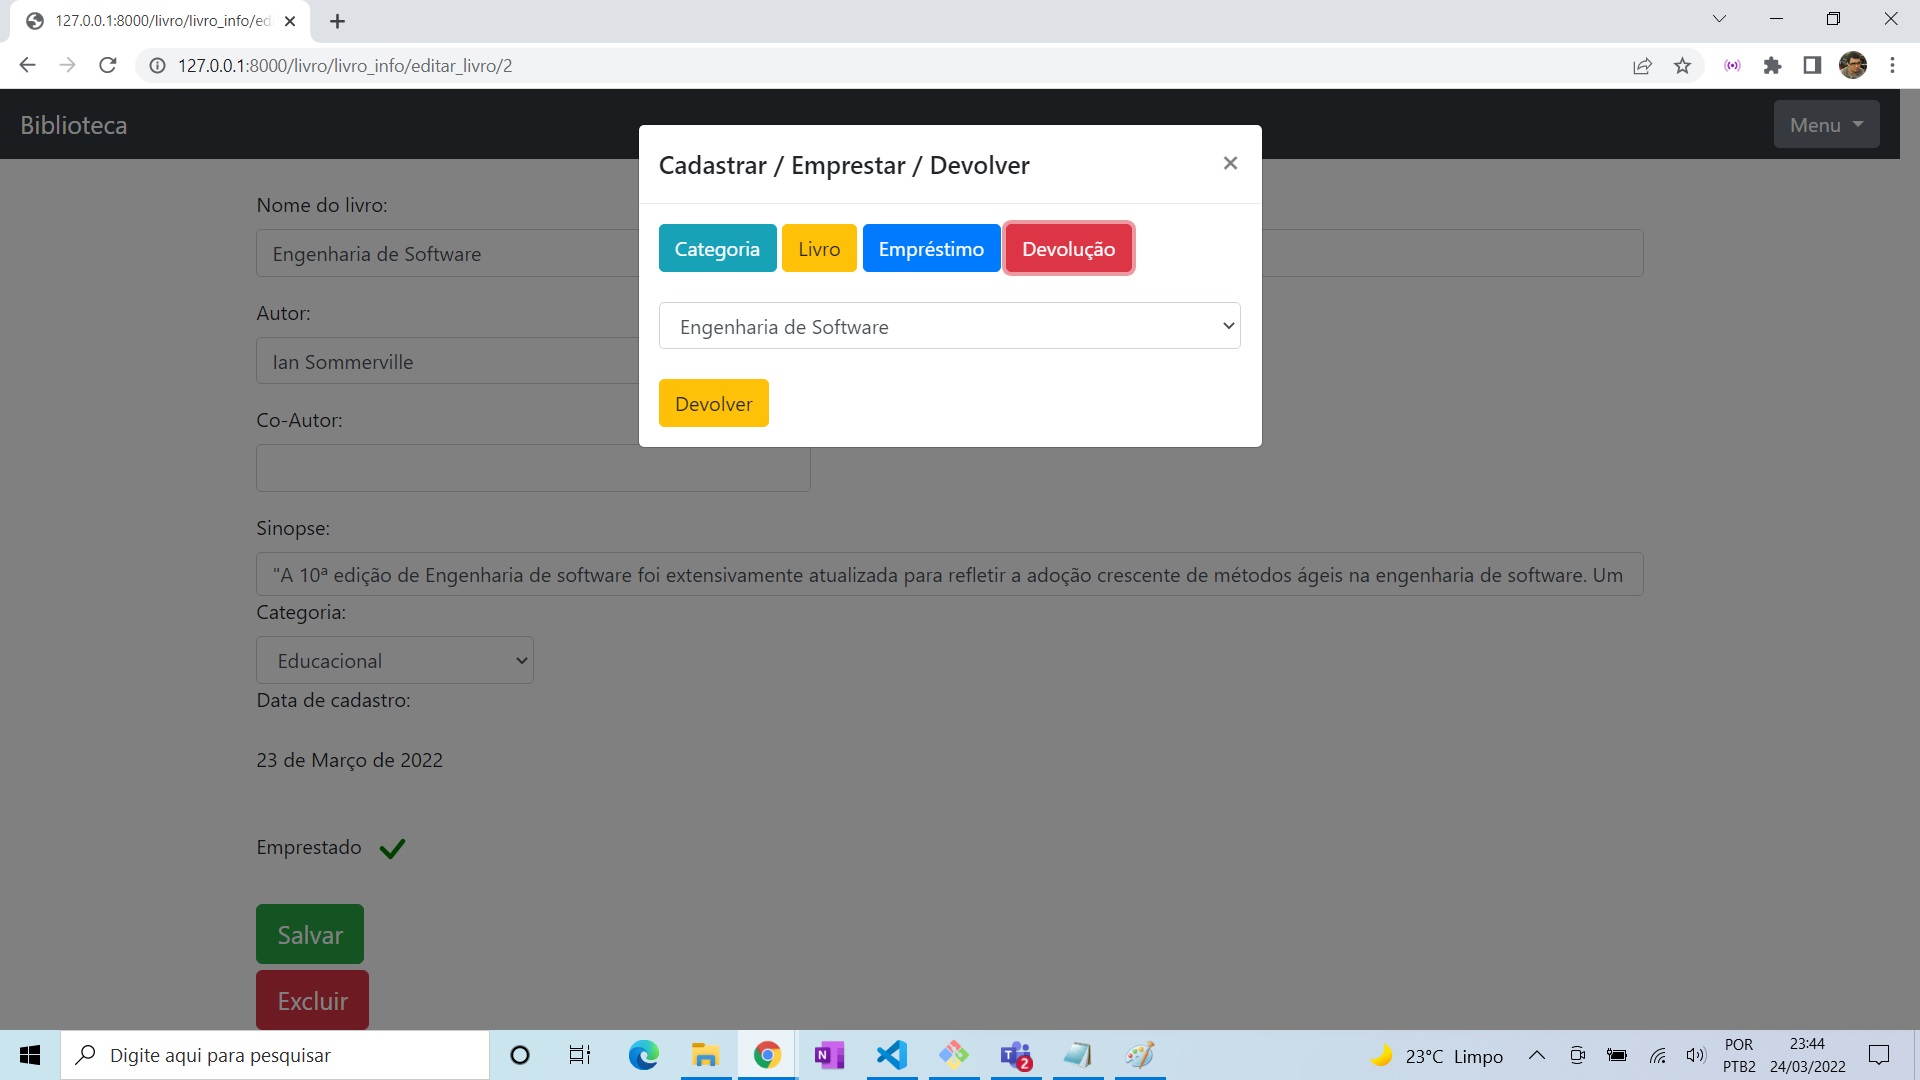 127.0.0.1:8000/livro/livro_info/ed
127.0.0.1:8000/livro/livro_info/editar_livro/2
Biblioteca
Menu
Cadastrar / Emprestar / Devolver
Categoria
Livro
Empréstimo
Devolução
Engenharia de Software
Devolver
Nome do livro:
Engenharia de Software
Autor:
Ian Sommerville
Co-Autor:
Sinopse:
"A 10ª edição de Engenharia de software foi extensivamente atualizada para refletir a adoção crescente de métodos ágeis na engenharia de software. Um
Categoria:
Educacional
Data de cadastro:
23 de Março de 2022
Emprestado
Salvar
Excluir
Digite aqui para pesquisar
N
T
2
23°C Limpo
POR
PTB2
23:44
24/03/2022